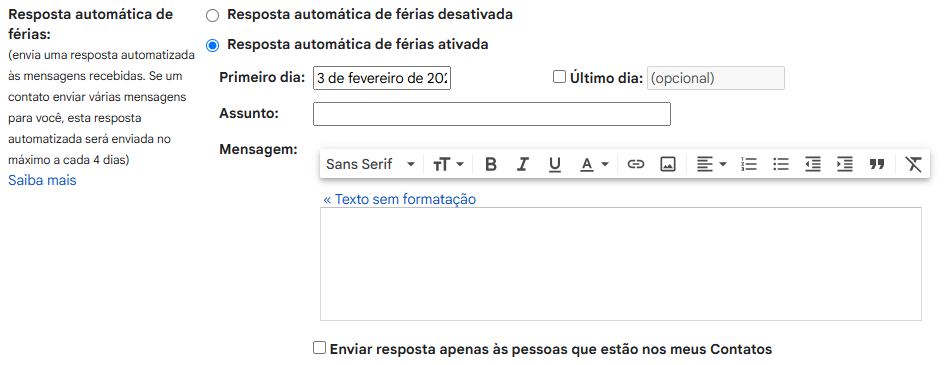 Resposta automática de férias:
(envia uma resposta automatizada
às mensagens recebidas. Se um
contato enviar várias mensagens
para você, esta resposta
automatizada será enviada no
máximo a cada 4 dias)
Saiba mais
Resposta automática de férias desativada
Resposta automática de férias ativada
Primeiro dia: 3 de fevereiro de 202 Último dia: (opcional)
Assunto:
Mensagem:
Sans Serif B I U A
« Texto sem formatação
Enviar resposta apenas às pessoas que estão nos meus Contatos